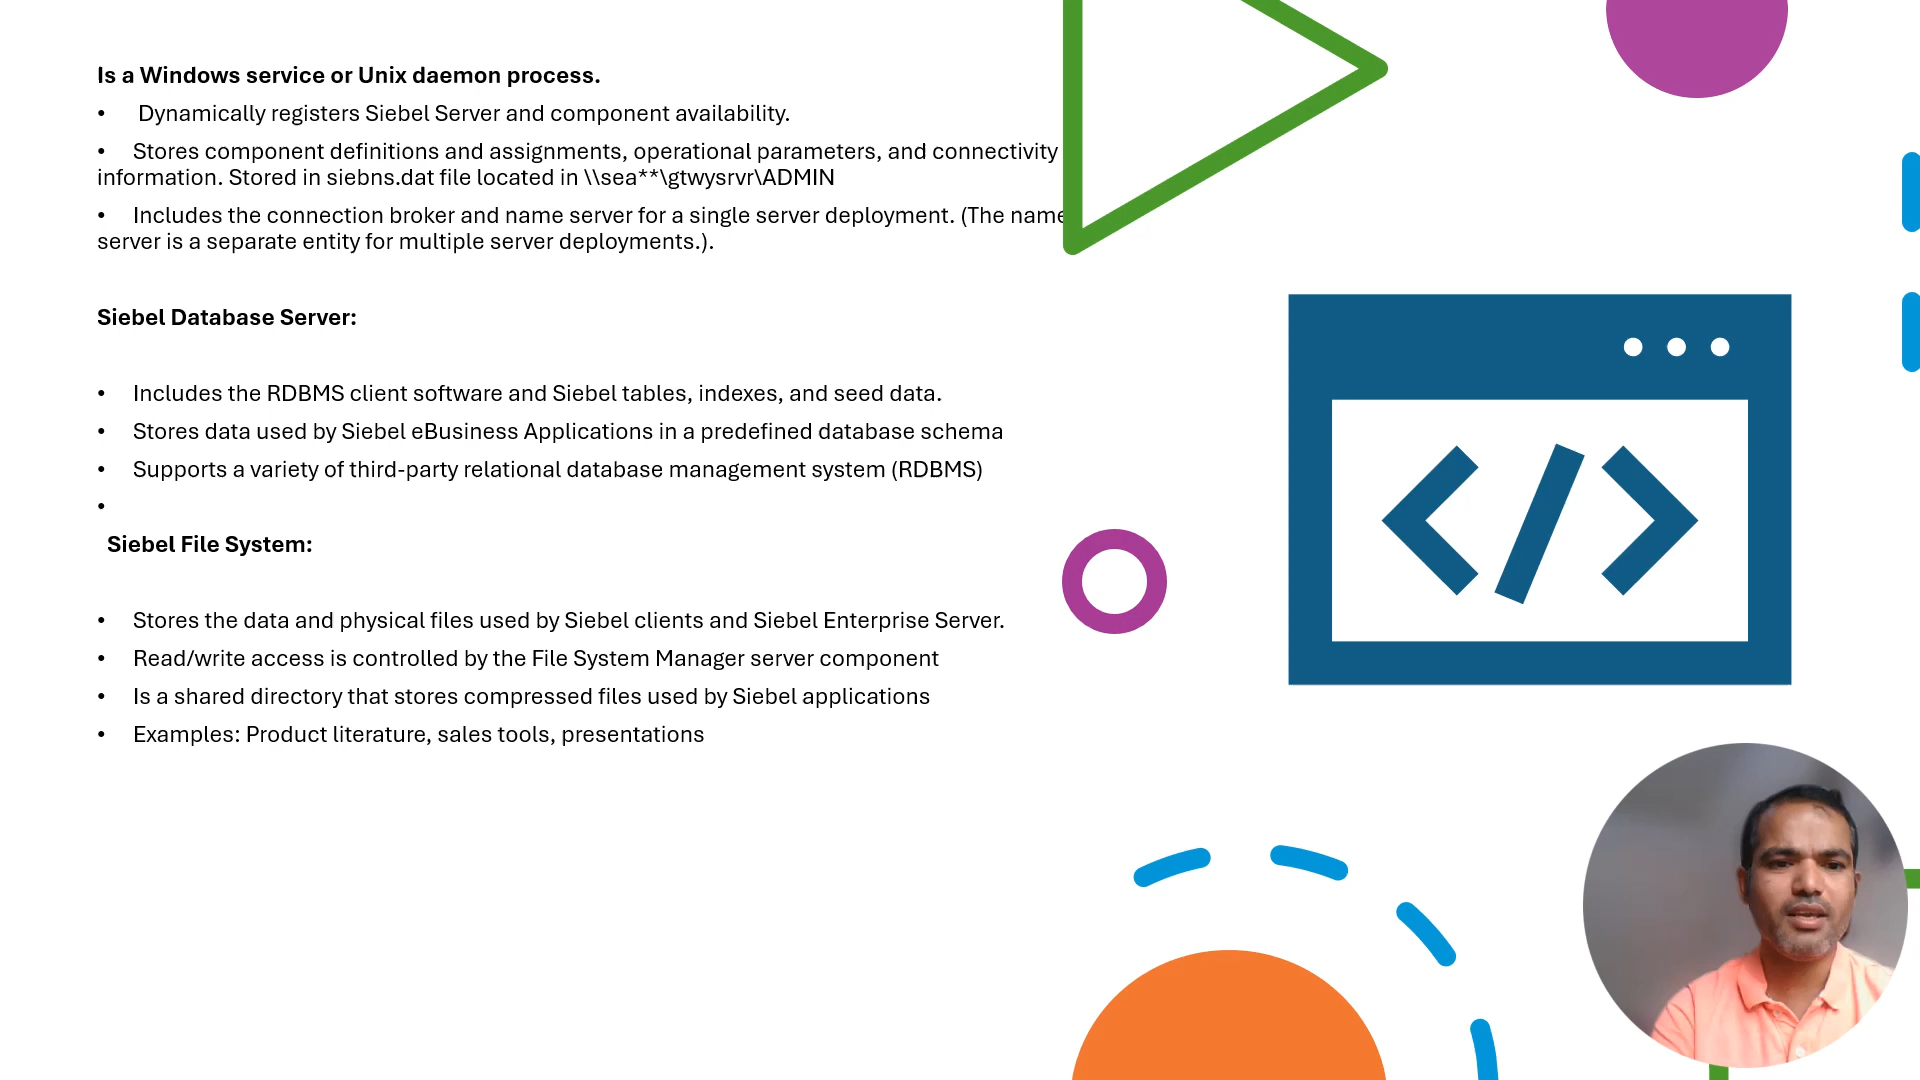 Is a Windows service or Unix daemon process.
• Dynamically registers Siebel Server and component availability.
• Stores component definitions and assignments, operational parameters, and connectivity
information. Stored in siebns.dat file located in \\sea**\gtwysrvr\ADMIN
• Includes the connection broker and name server for a single server deployment. (The name
server is a separate entity for multiple server deployments.).
Siebel Database Server:
• Includes the RDBMS client software and Siebel tables, indexes, and seed data.
• Stores data used by Siebel eBusiness Applications in a predefined database schema
• Supports a variety of third-party relational database management system (RDBMS)
•
Siebel File System:
• Stores the data and physical files used by Siebel clients and Siebel Enterprise Server.
• Read/write access is controlled by the File System Manager server component
• Is a shared directory that stores compressed files used by Siebel applications
• Examples: Product literature, sales tools, presentations